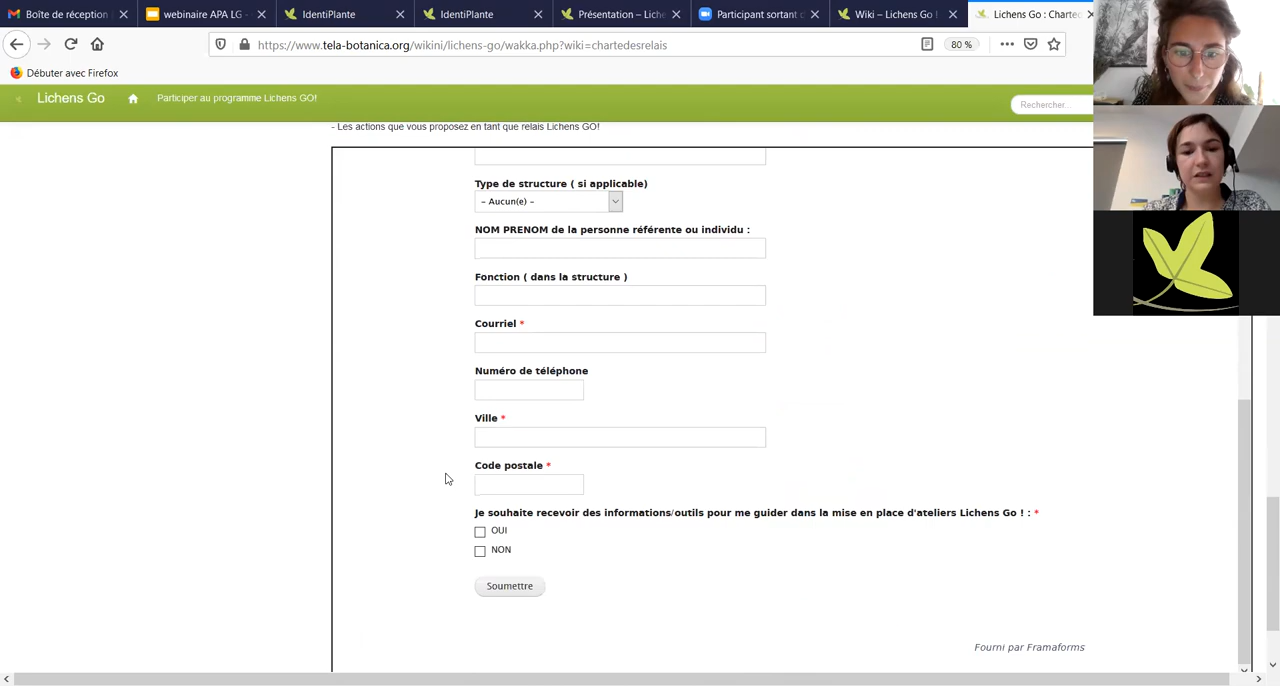 Boîte de réception
webinaire APA LG -
IdentiPlante
IdentiPlante
Présentation – Liche
Participant sortant d
Wiki – Lichens Go !
Lichens Go : Charted
https://www.tela-botanica.org/wikini/lichens-go/wakka.php?wiki=chartedesrelais
80 %
Débuter avec Firefox
Lichens Go
Participer au programme Lichens GO!
Rechercher...
- Les actions que vous proposez en tant que relais Lichens GO!
Type de structure ( si applicable)
- Aucun(e) -
NOM PRENOM de la personne référente ou individu :
Fonction ( dans la structure )
Courriel *
Numéro de téléphone
Ville *
Code postale *
Je souhaite recevoir des informations/outils pour me guider dans la mise en place d'ateliers Lichens Go ! : *
OUI
NON
Soumettre
Fourni par Framaforms